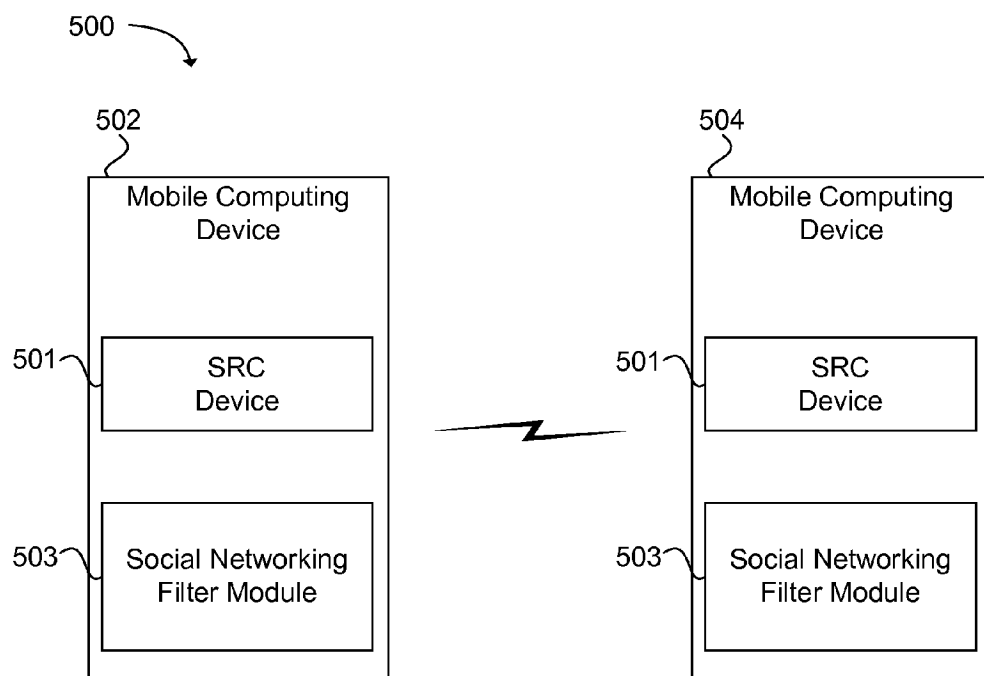 500
502
504
Mobile Computing
Device
Mobile Computing
Device
501
SRC
Device
501
SRC
Device
503
Social Networking
Filter Module
503
Social Networking
Filter Module